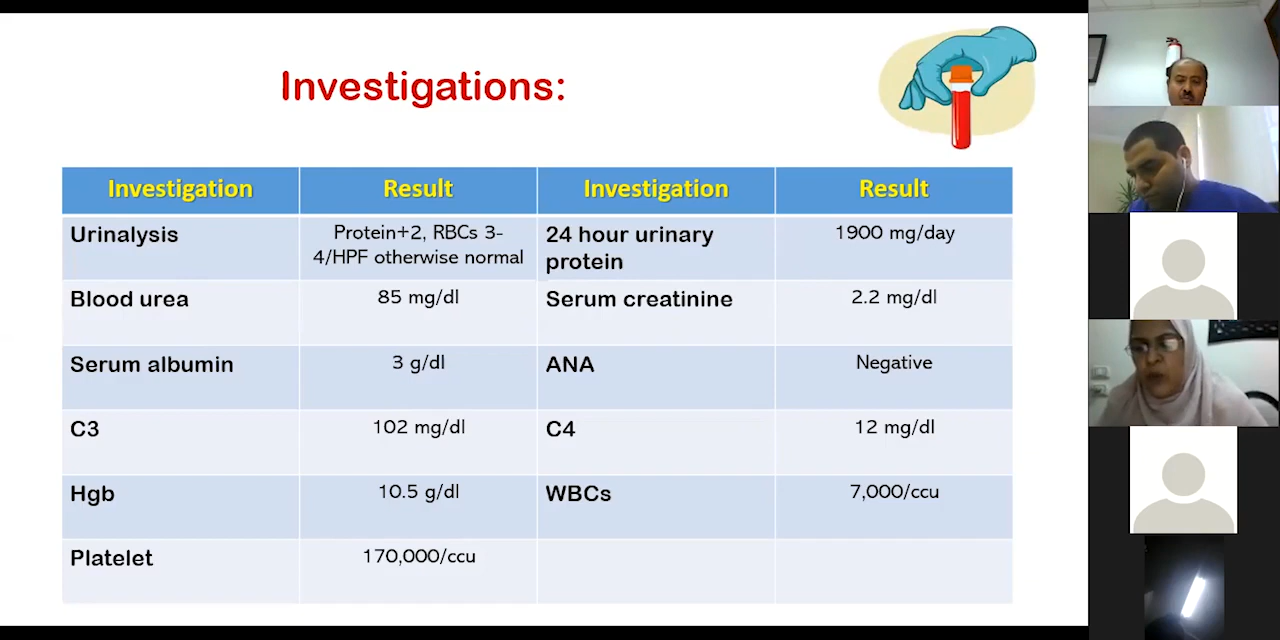 Investigations:
Investigation Result Investigation Result
Urinalysis Protein+2, RBCs 3-4/HPF otherwise normal 24 hour urinary protein 1900 mg/day
Blood urea 85 mg/dl Serum creatinine 2.2 mg/dl
Serum albumin 3 g/dl ANA Negative
C3 102 mg/dl C4 12 mg/dl
Hgb 10.5 g/dl WBCs 7,000/ccu
Platelet 170,000/ccu